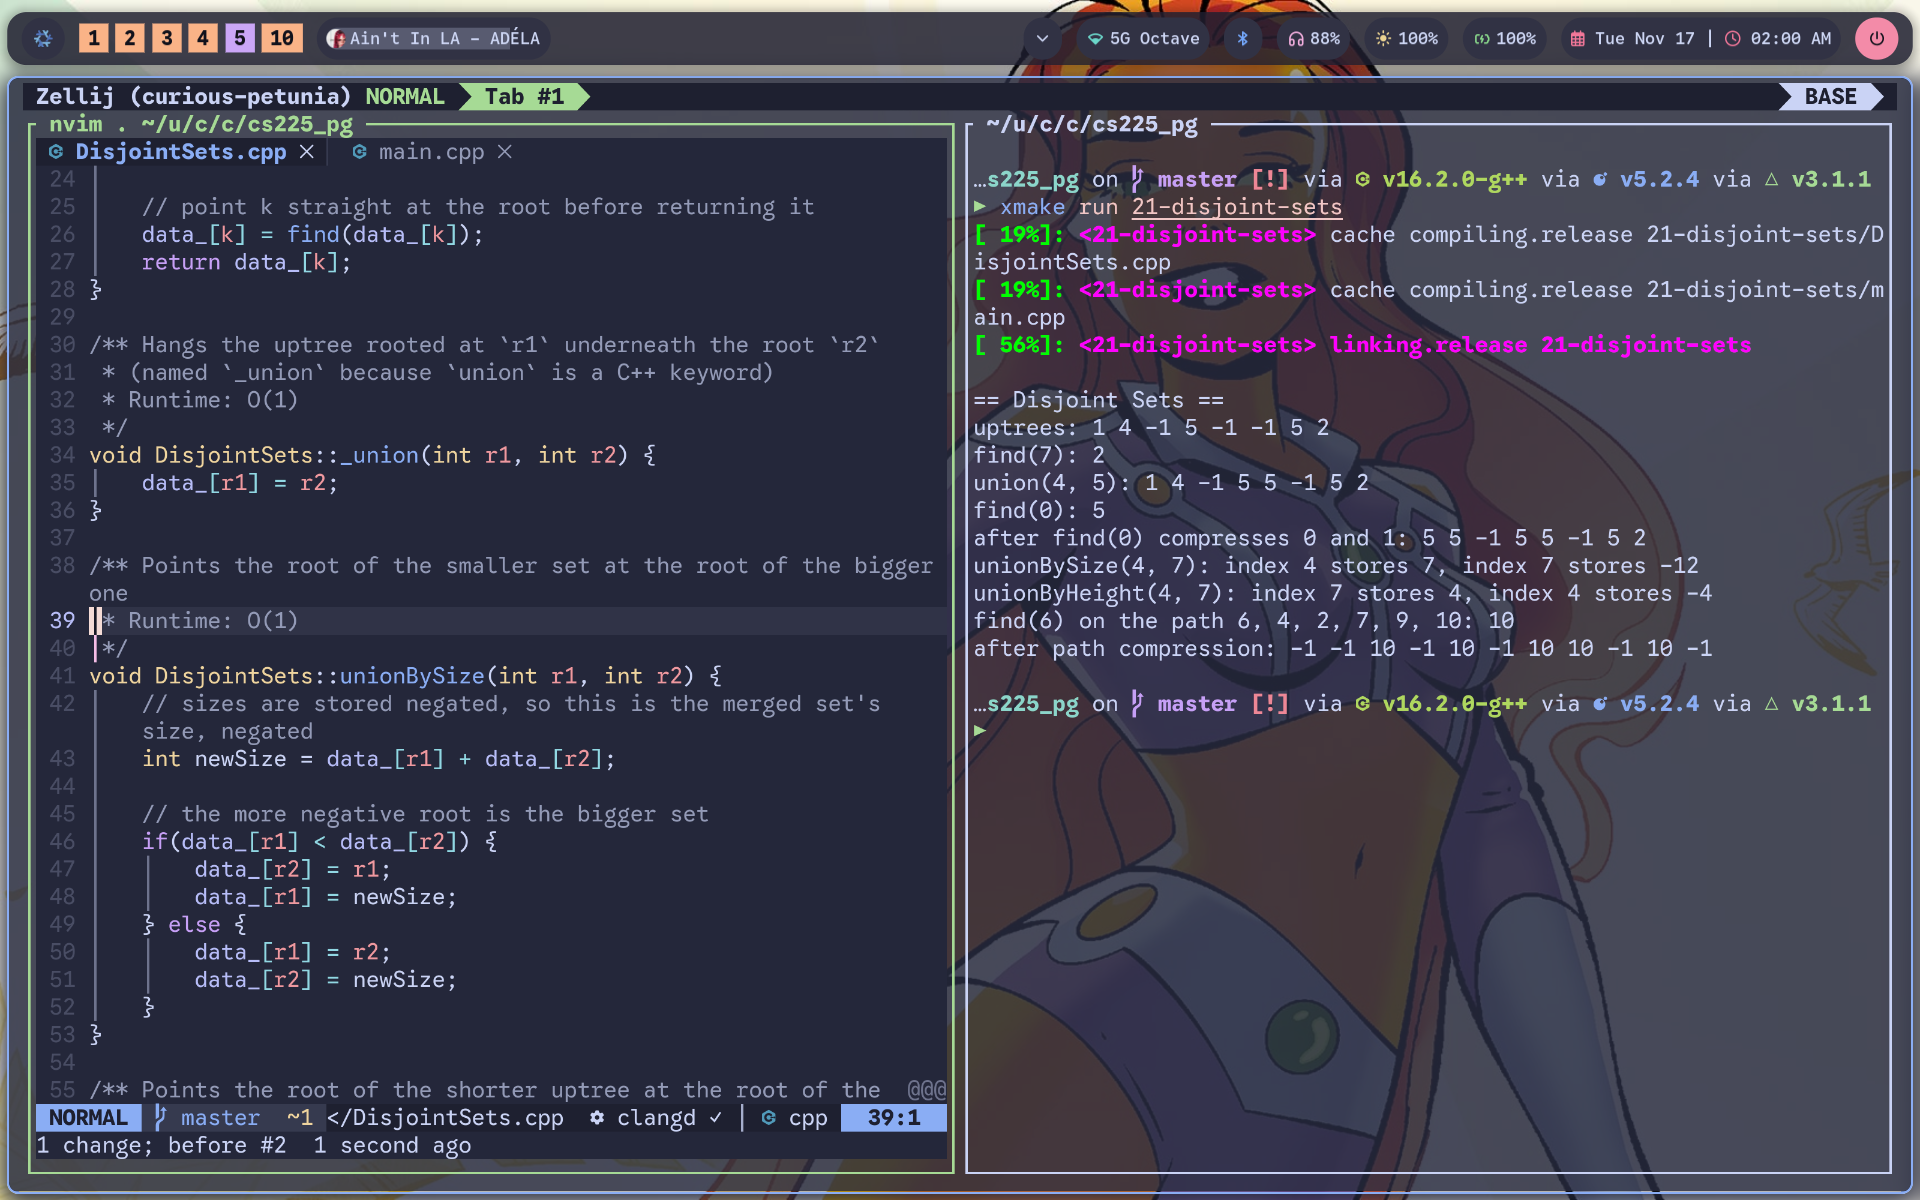 1 2 3 4 5 10 Ain't In LA – ADÉLA 5G Octave 88% 100% 100% Tue Nov 17 | 02:00 AM
Zellij (curious-petunia) NORMAL Tab #1 BASE
nvim . ~/u/c/c/cs225_pg
DisjointSets.cpp × main.cpp ×
24
25 // point k straight at the root before returning it
26 data_[k] = find(data_[k]);
27 return data_[k];
28 }
29
30 /** Hangs the uptree rooted at `r1` underneath the root `r2`
31 * (named `_union` because `union` is a C++ keyword)
32 * Runtime: O(1)
33 */
34 void DisjointSets::_union(int r1, int r2) {
35 data_[r1] = r2;
36 }
37
38 /** Points the root of the smaller set at the root of the bigger
one
39 * Runtime: O(1)
40 */
41 void DisjointSets::unionBySize(int r1, int r2) {
42 // sizes are stored negated, so this is the merged set's
size, negated
43 int newSize = data_[r1] + data_[r2];
44
45 // the more negative root is the bigger set
46 if(data_[r1] < data_[r2]) {
47 data_[r2] = r1;
48 data_[r1] = newSize;
49 } else {
50 data_[r1] = r2;
51 data_[r2] = newSize;
52 }
53 }
54
55 /** Points the root of the shorter uptree at the root of the @@@
NORMAL master ~1 </DisjointSets.cpp clangd ✓ | cpp 39:1
1 change; before #2 1 second ago
~/u/c/c/cs225_pg
…s225_pg on master [!] via v16.2.0-g++ via v5.2.4 via △ v3.1.1
► xmake run 21-disjoint-sets
[ 19%]: <21-disjoint-sets> cache compiling.release 21-disjoint-sets/D
isjointSets.cpp
[ 19%]: <21-disjoint-sets> cache compiling.release 21-disjoint-sets/m
ain.cpp
[ 56%]: <21-disjoint-sets> linking.release 21-disjoint-sets
== Disjoint Sets ==
uptrees: 1 4 -1 5 -1 -1 5 2
find(7): 2
union(4, 5): 1 4 -1 5 5 -1 5 2
find(0): 5
after find(0) compresses 0 and 1: 5 5 -1 5 5 -1 5 2
unionBySize(4, 7): index 4 stores 7, index 7 stores -12
unionByHeight(4, 7): index 7 stores 4, index 4 stores -4
find(6) on the path 6, 4, 2, 7, 9, 10: 10
after path compression: -1 -1 10 -1 10 -1 10 10 -1 10 -1
…s225_pg on master [!] via v16.2.0-g++ via v5.2.4 via △ v3.1.1
►